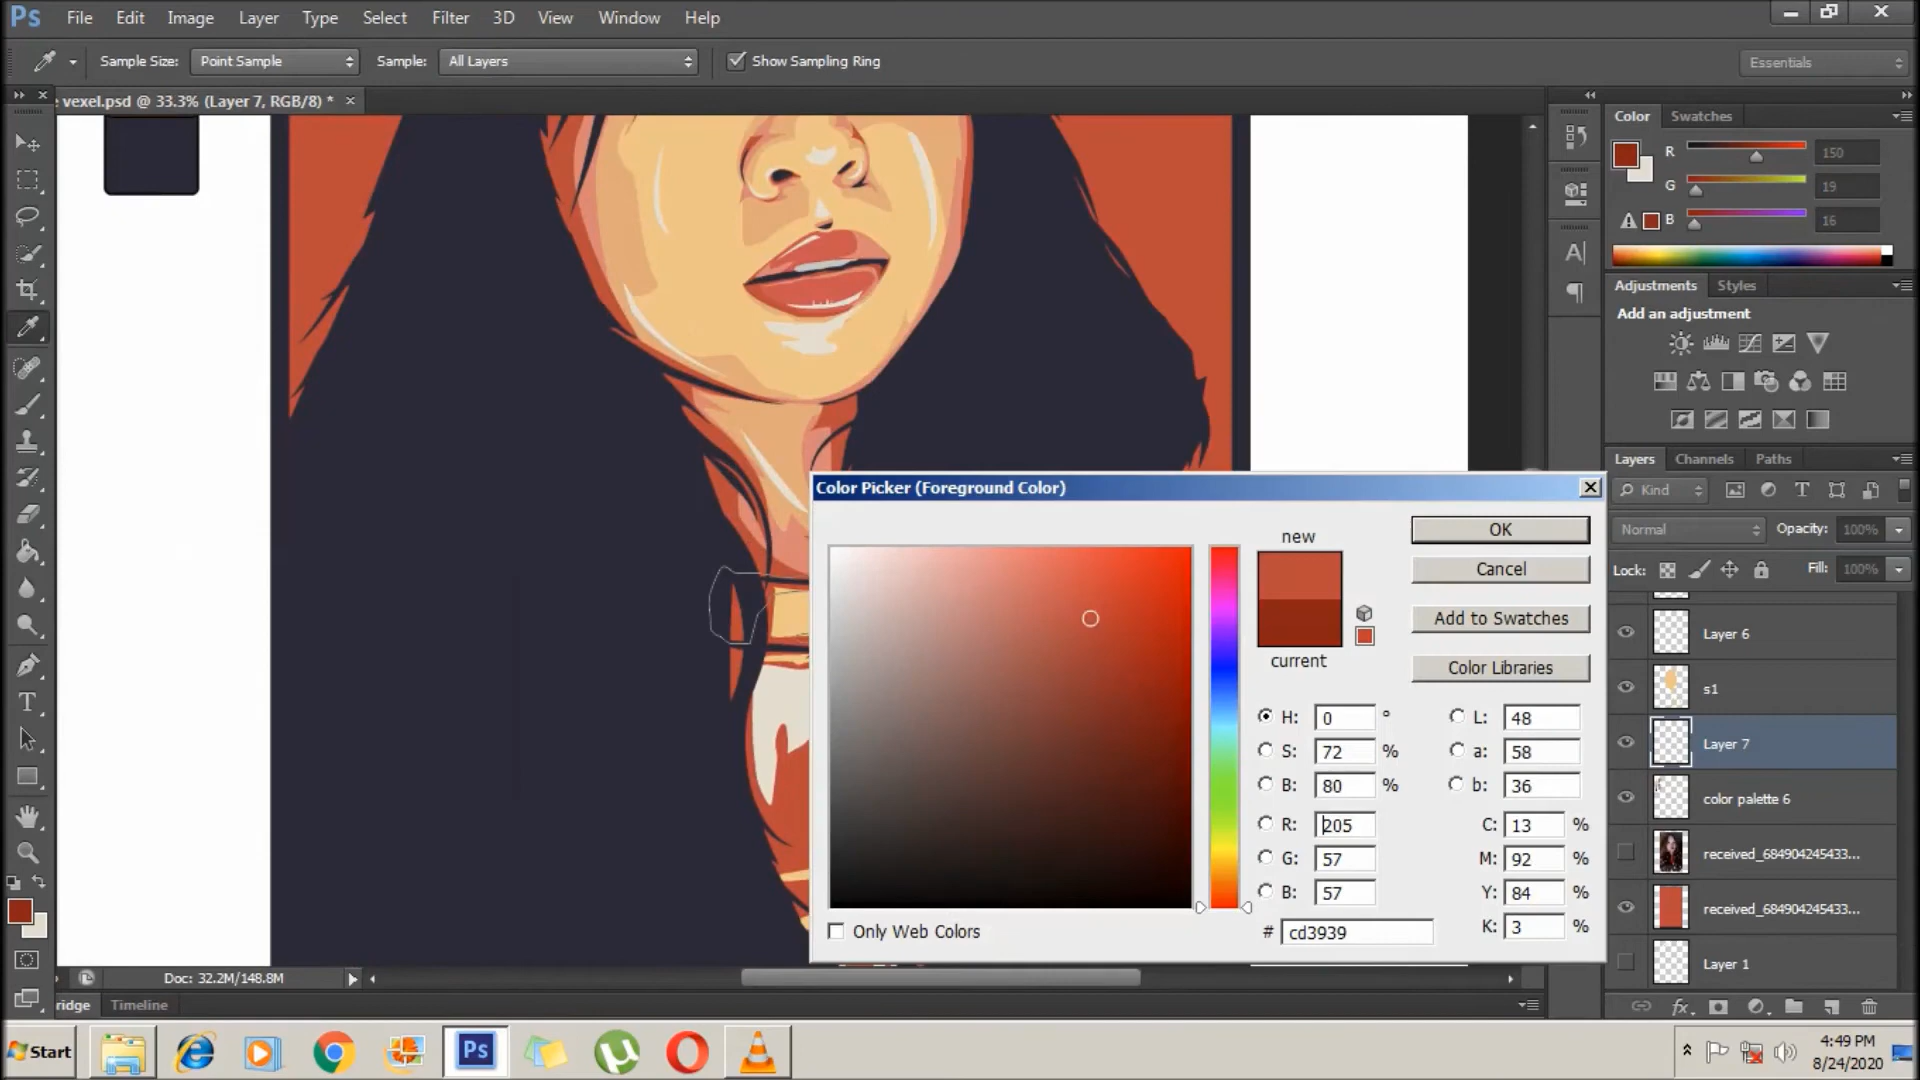 Ps File Edit Image Layer Type Select Filter 3D View Window Help
Sample Size: Point Sample Sample: All Layers Show Sampling Ring Essentials
e vexel.psd @ 33.3% (Layer 7, RGB/8) * ×
Color Swatches
R 150
G 19
B 16
Adjustments Styles
Add an adjustment
Layers Channels Paths
Kind
Normal Opacity: 100%
Lock: Fill: 100%
Layer 6
s1
Layer 7
color palette 6
received_684904245433...
received_684904245433...
Layer 1
Color Picker (Foreground Color)
new
current
OK
Cancel
Add to Swatches
Color Libraries
H: 0 ° L: 48
S: 72 % a: 58
B: 80 % b: 36
R: 205 C: 13 %
G: 57 M: 92 %
B: 57 Y: 84 %
# cd3939 K: 3 %
Only Web Colors
Doc: 32.2M/148.8M
ridge Timeline
Start
Ps
4:49 PM
8/24/2020